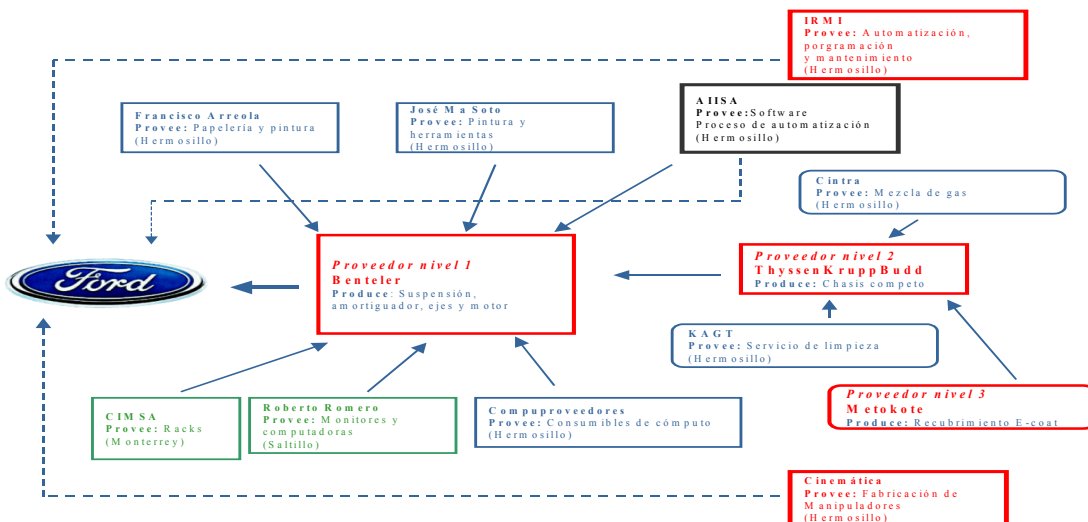 IRMI
Provee: Automatización,
porgramación
y mantenimiento
(Hermosillo)
Francisco Arreola
Provee: Papelería y pintura
(Hermosillo)
José Ma Soto
Provee: Pintura y
herramientas
(Hermosillo)
AIISA
Provee:Software
Proceso de automatización
(Hermosillo)
Cintra
Provee: Mezcla de gas
(Hermosillo)
Ford
Proveedor nivel 1
Benteler
Produce: Suspensión,
amortiguador, ejes y motor
Proveedor nivel 2
ThyssenKruppBudd
Produce: Chasis competo
KAGT
Provee: Servicio de limpieza
(Hermosillo)
CIMSA
Provee: Racks
(Monterrey)
Roberto Romero
Provee: Monitores y
computadoras
(Saltillo)
Compuproveedores
Provee: Consumibles de cómputo
(Hermosillo)
Proveedor nivel 3
Metokote
Produce: Recubrimiento E-coat
Cinemática
Provee: Fabricación de
Manipuladores
(Hermosillo)